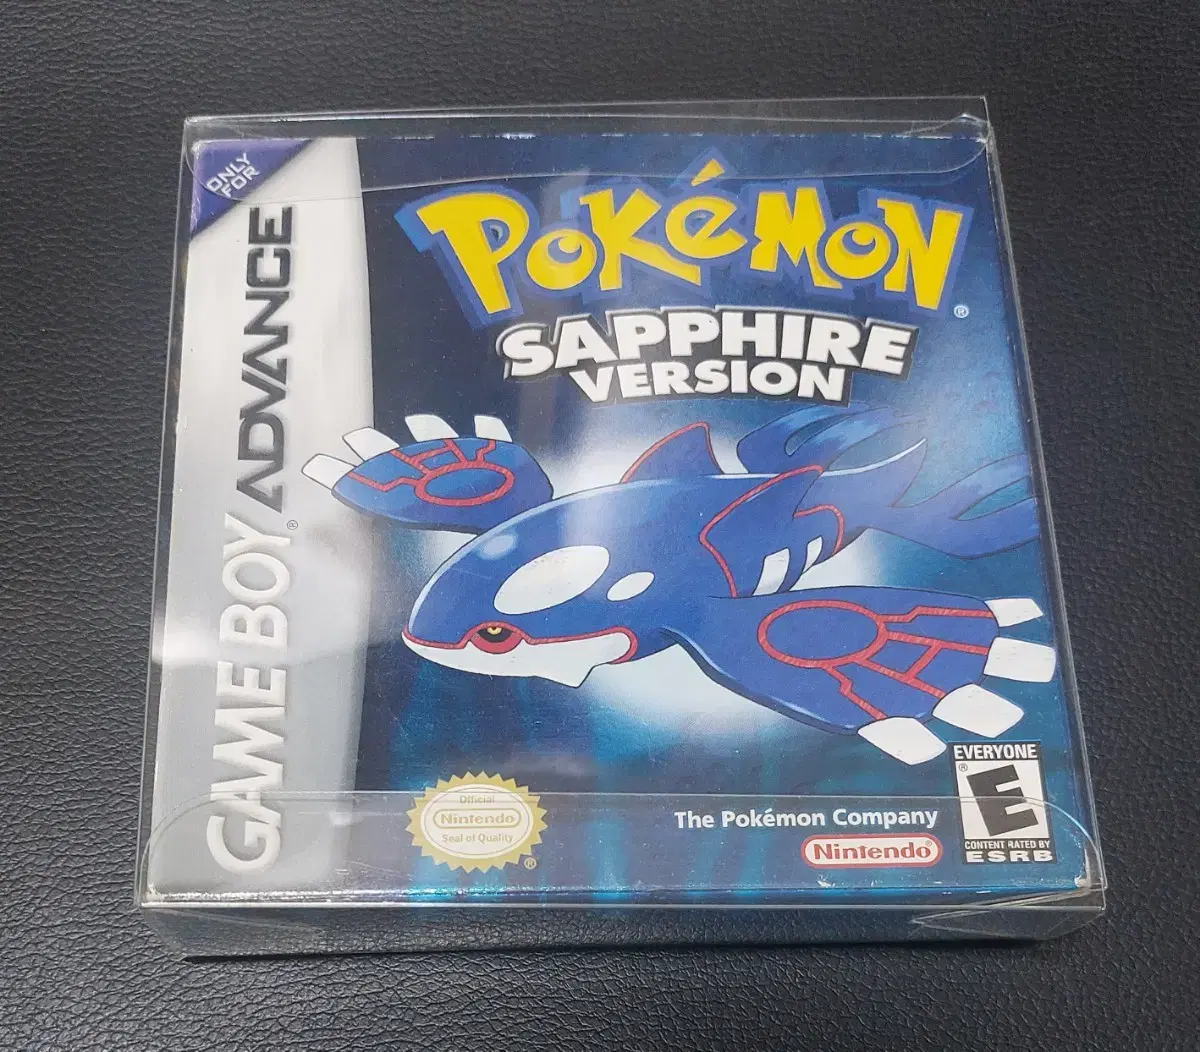 ONLY
FOR
GAME BOY ADVANCE
®
POKéMON
®
SAPPHIRE
VERSION
Official
Nintendo
Seal of Quality
®
The Pokémon Company
Nintendo
®
EVERYONE
®
E
CONTENT RATED BY
ESRB